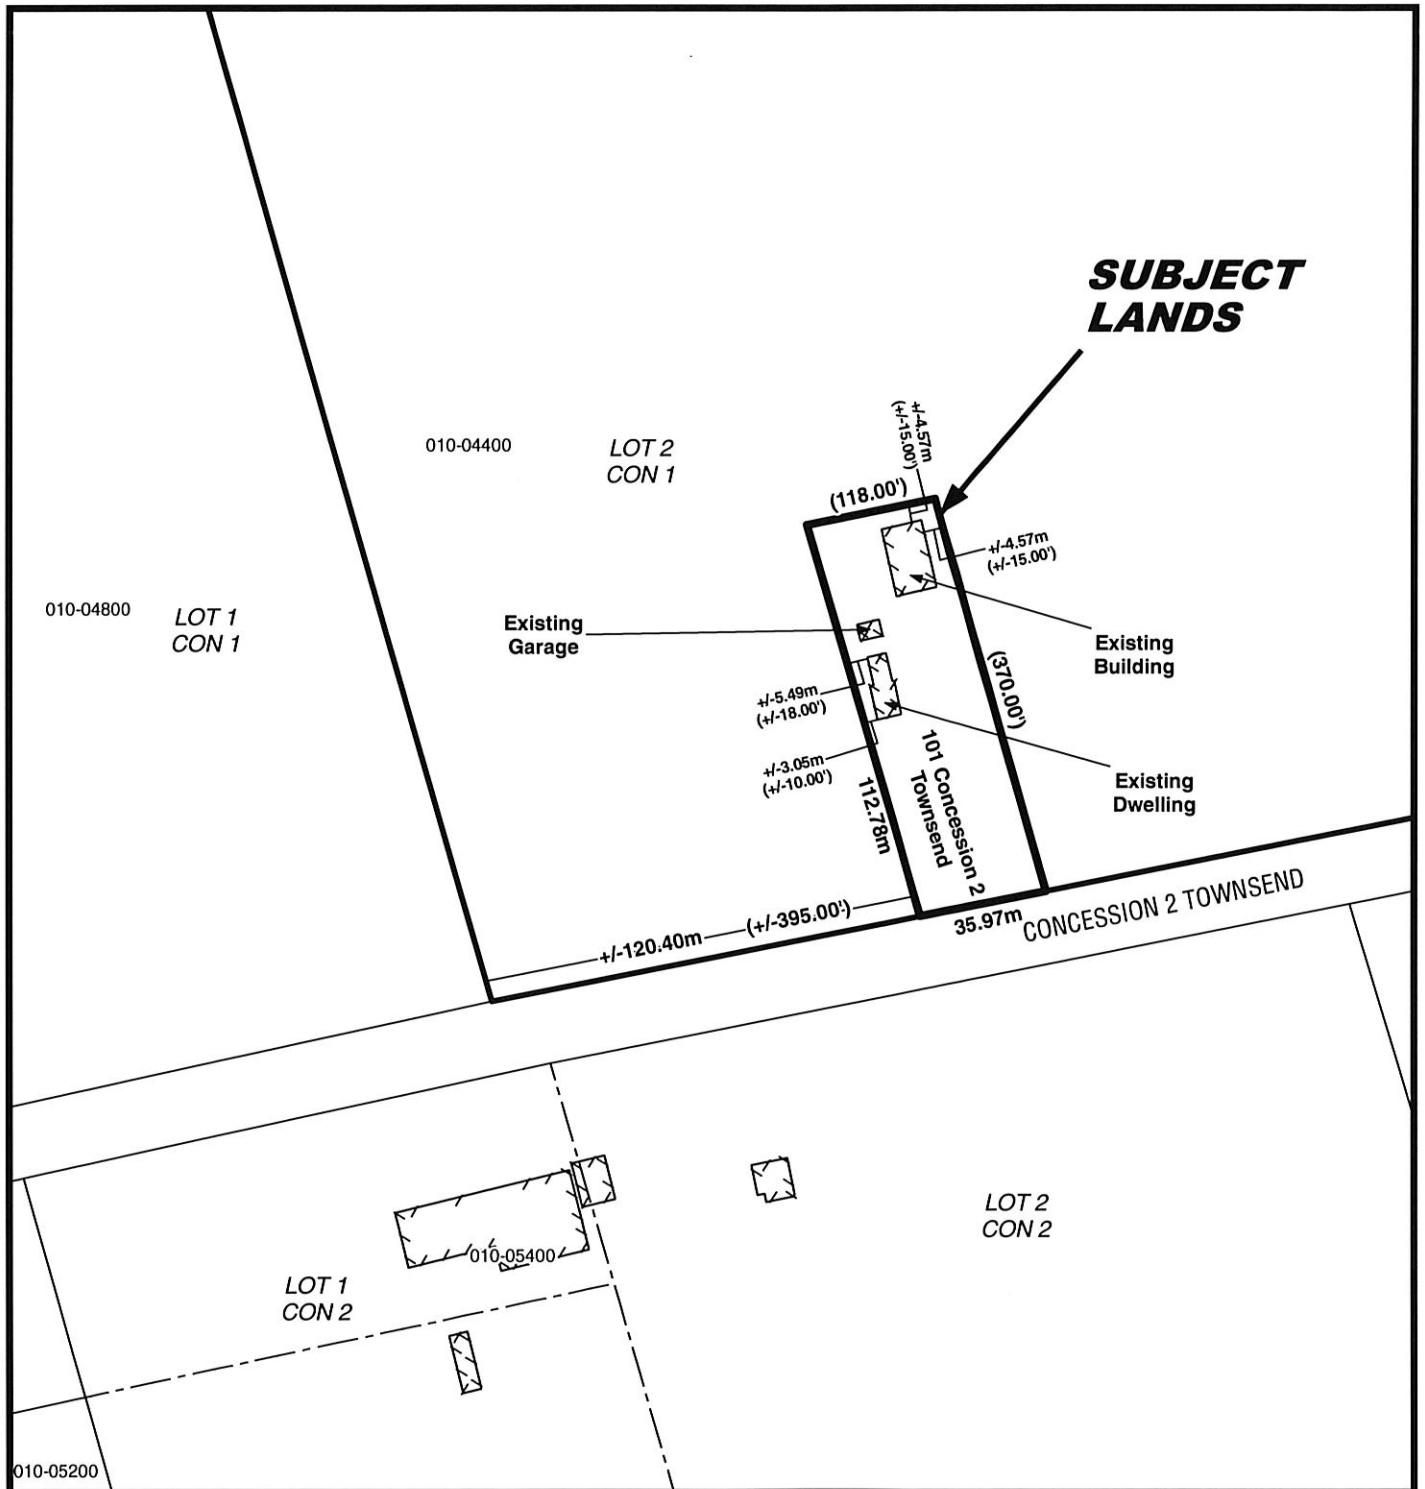 SUBJECT
LANDS
+/-4.57m
(+/-15.00')
010-04400
LOT 2
CON 1
(118.00')
+/-4.57m
(+/-15.00')
010-04800
LOT 1
CON 1
Existing
Garage
Existing
Building
(370.00')
+/-5.49m
(+/-18.00')
+/-3.05m
(+/-10.00')
112.78m
101 Concession 2
Townsend
Existing
Dwelling
+/-120.40m
(+/-395.00')
35.97m
CONCESSION 2 TOWNSEND
LOT 2
CON 2
010-05400
LOT 1
CON 2
010-05200